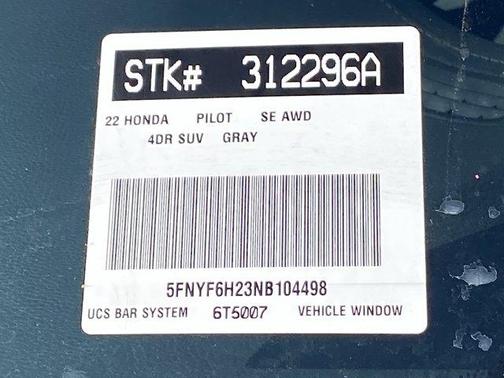 STK# 312296A
22 HONDA PILOT SE AWD
4DR SUV GRAY
5FNYF6H23NB104498
UCS BAR SYSTEM 6T5007 VEHICLE WINDOW